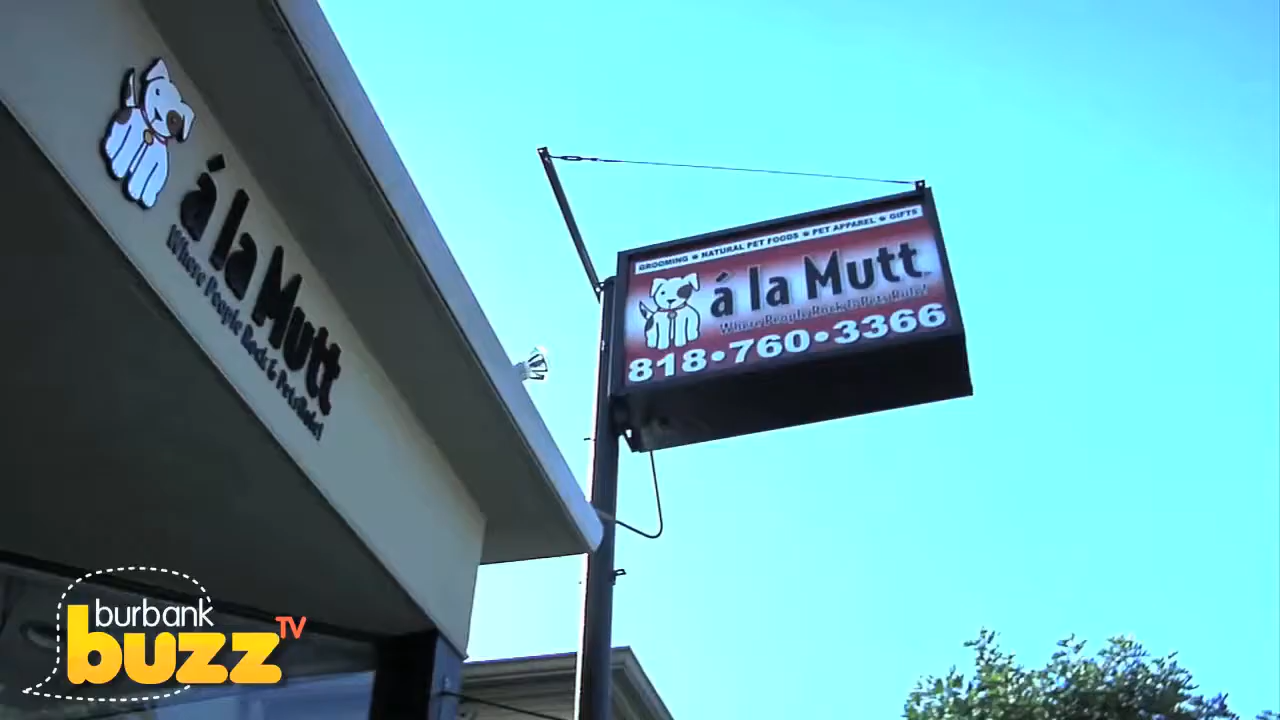 á la Mutt
Where People Rock & Pets Rule!
GROOMING NATURAL PET FOODS PET APPAREL GIFTS
á la Mutt
Where People Rock & Pets Rule!
818•760•3366
burbank
buzz TV